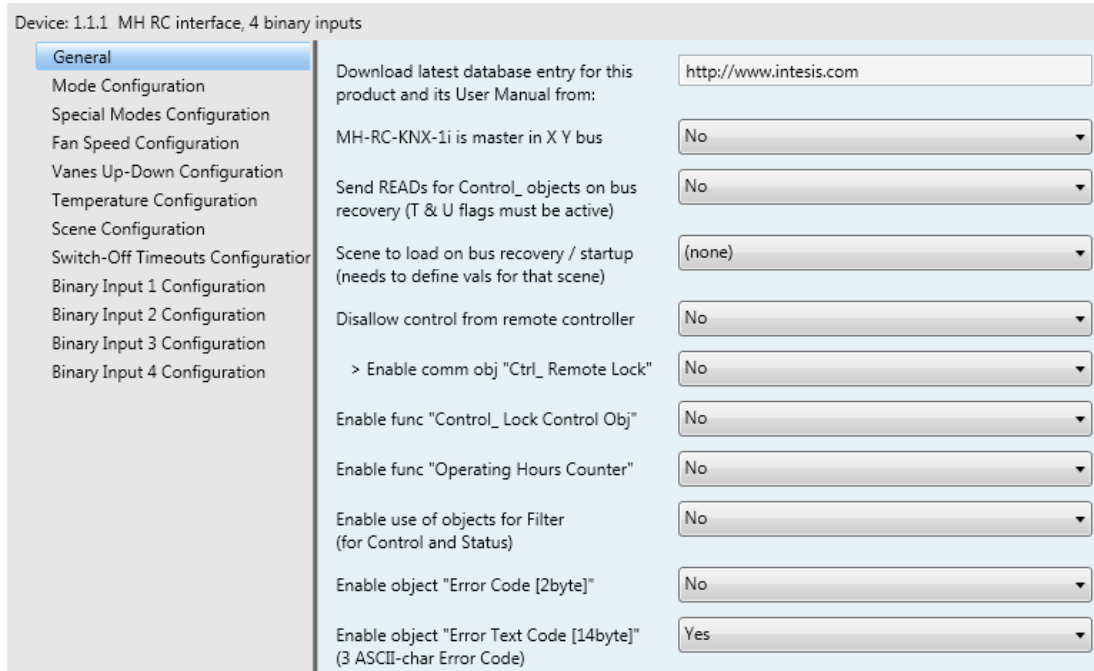 Device: 1.1.1 MH RC interface, 4 binary inputs
General
Mode Configuration
Special Modes Configuration
Fan Speed Configuration
Vanes Up-Down Configuration
Temperature Configuration
Scene Configuration
Switch-Off Timeouts Configuration
Binary Input 1 Configuration
Binary Input 2 Configuration
Binary Input 3 Configuration
Binary Input 4 Configuration
Download latest database entry for this
product and its User Manual from:
http://www.intesis.com
MH-RC-KNX-1i is master in X Y bus
No
Send READs for Control_ objects on bus
recovery (T & U flags must be active)
No
Scene to load on bus recovery / startup
(needs to define vals for that scene)
(none)
Disallow control from remote controller
No
> Enable comm obj "Ctrl_ Remote Lock"
No
Enable func "Control_ Lock Control Obj"
No
Enable func "Operating Hours Counter"
No
Enable use of objects for Filter
(for Control and Status)
No
Enable object "Error Code [2byte]"
No
Enable object "Error Text Code [14byte]"
(3 ASCII-char Error Code)
Yes